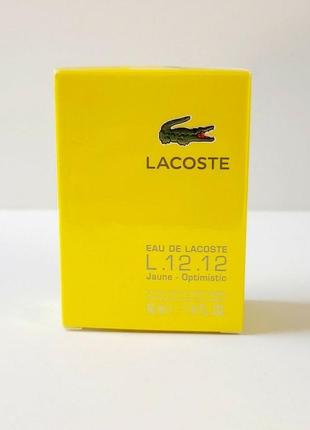 LACOSTE
EAU DE LACOSTE
L.12.12
Jaune - Optimistic